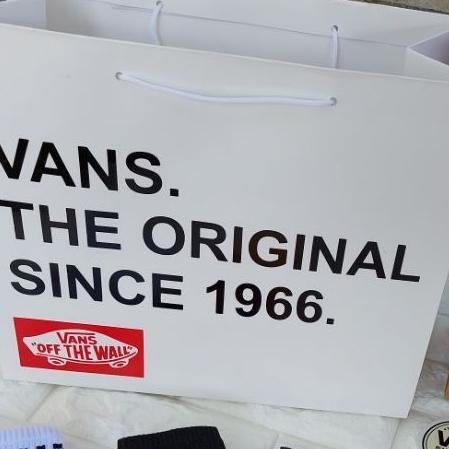 VANS.
THE ORIGINAL
SINCE 1966.
VANS
"OFF THE WALL"